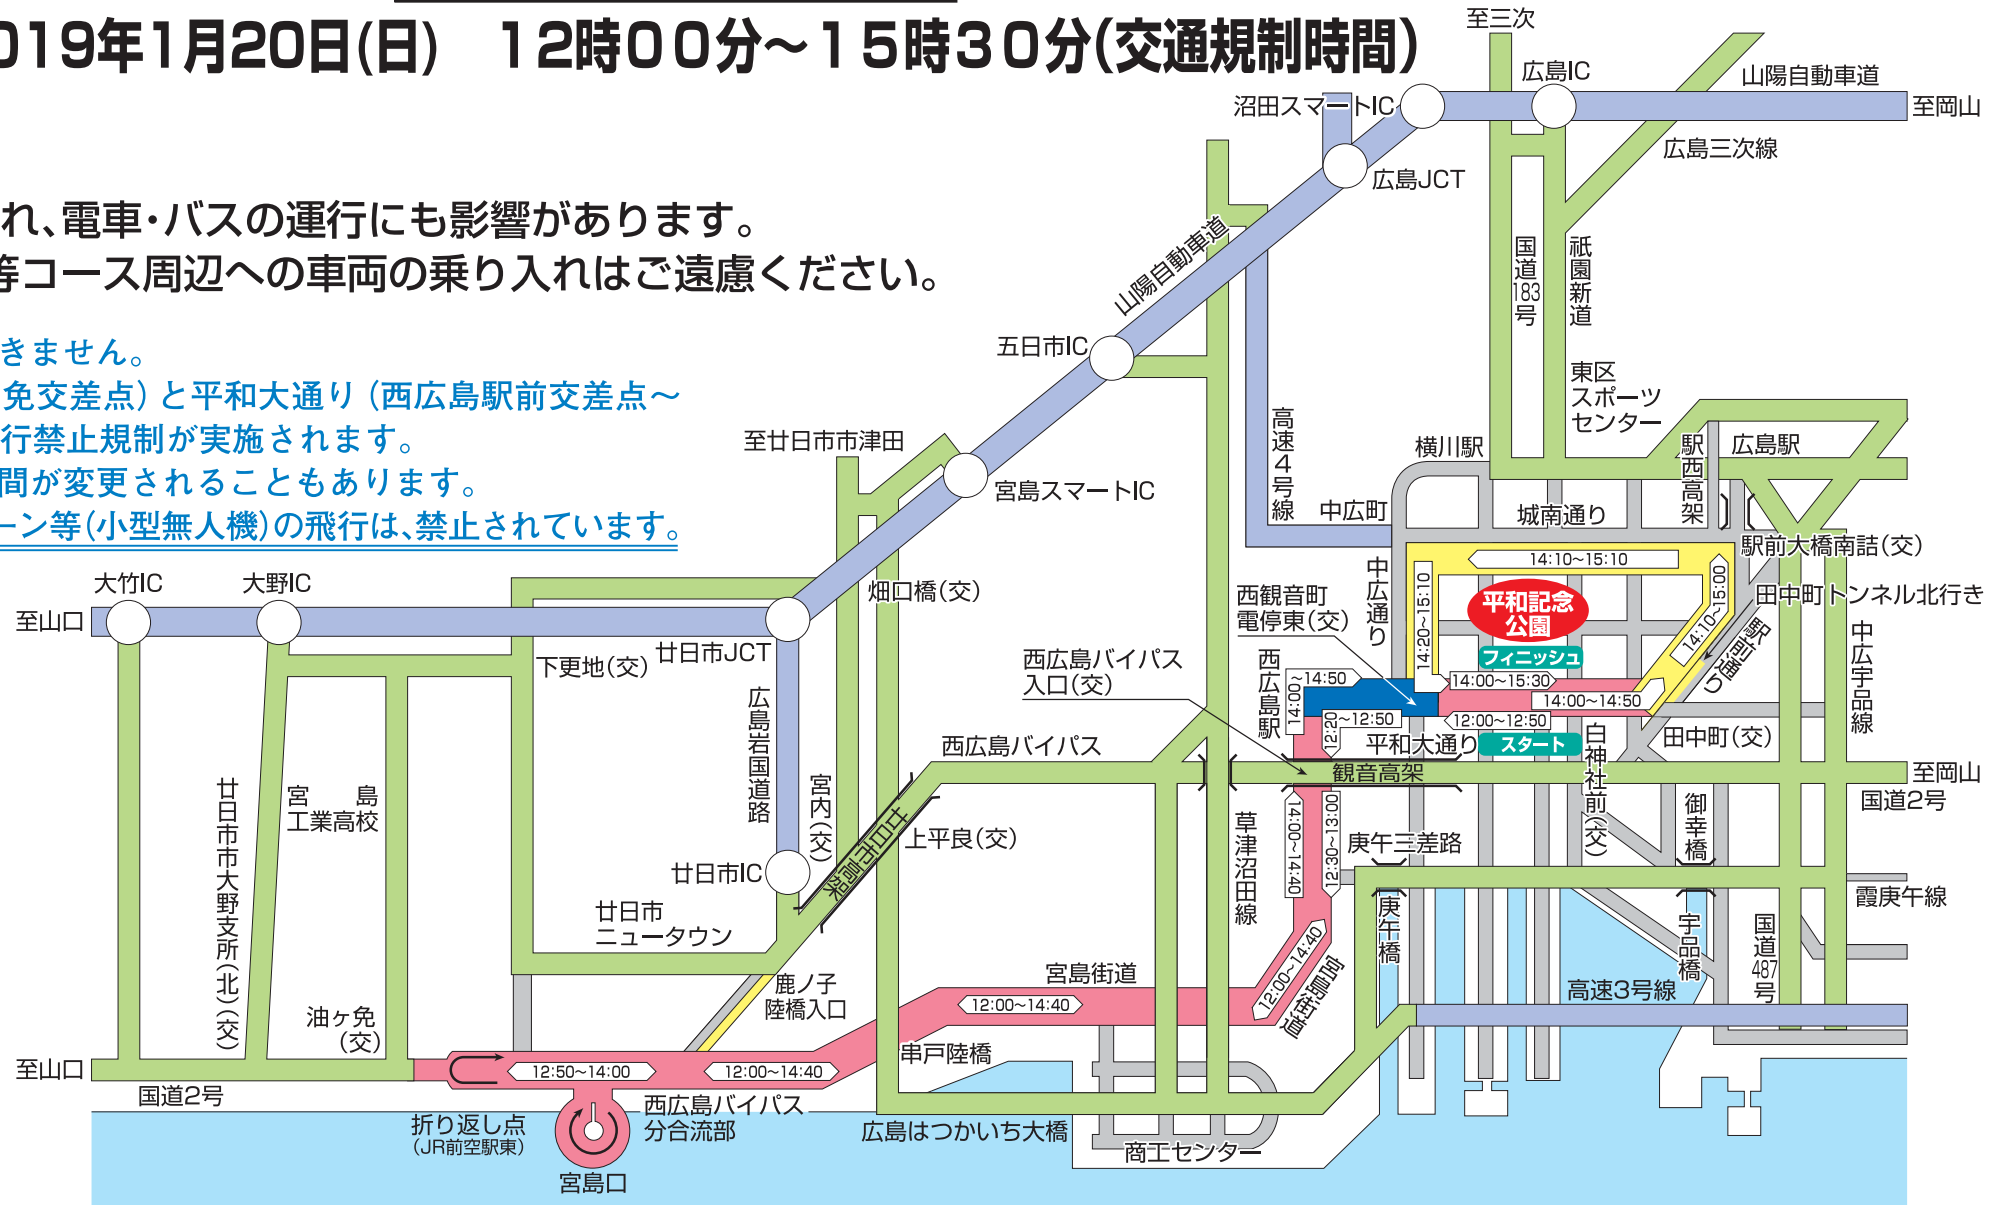 019年1月20日(日) 12時00分～15時30分(交通規制時間)
れ、電車・バスの運行にも影響があります。
等コース周辺への車両の乗り入れはご遠慮ください。
きません。
免交差点)と平和大通り(西広島駅前交差点～
行禁止規制が実施されます。
間が変更されることもあります。
ーン等(小型無人機)の飛行は、禁止されています。
至三次
広島IC
山陽自動車道
沼田スマートIC
至岡山
広島三次線
広島JCT
山陽自動車道
国道183号
祇園新道
五日市IC
東区
スポーツ
センター
高速4号線
至廿日市市津田
横川駅
駅西高架
広島駅
宮島スマートIC
中広町
城南通り
駅前大橋南詰(交)
14:10～15:10
大竹IC
大野IC
畑口橋(交)
西観音町
電停東(交)
中広通り
14:20～15:10
平和記念
公園
14:10～15:00
田中町トンネル北行き
至山口
下更地(交)
廿日市JCT
西広島バイパス
入口(交)
西広島駅
フィニッシュ
駅前通り
中広宇品線
14:00
～14:50
14:00～15:30
14:00～14:50
広島岩国道路
12:20
～12:50
12:00～12:50
西広島バイパス
平和大通り
スタート
白神社前(交)
田中町(交)
観音高架
至岡山
国道2号
廿日市市大野支所(北)(交)
宮島
工業高校
宮内(交)
廿日市高架
上平良(交)
草津沼田線
14:00～14:40
12:30～13:00
庚午三差路
御幸橋
廿日市IC
霞庚午線
廿日市
ニュータウン
庚午橋
宇品橋
国道487号
12:00～14:40
宮島街道
宮島街道
鹿ノ子
陸橋入口
12:00～14:40
高速3号線
油ヶ免
(交)
串戸陸橋
至山口
12:50～14:00
12:00～14:40
国道2号
折り返し点
(JR前空駅東)
西広島バイパス
分合流部
広島はつかいち大橋
商工センター
宮島口